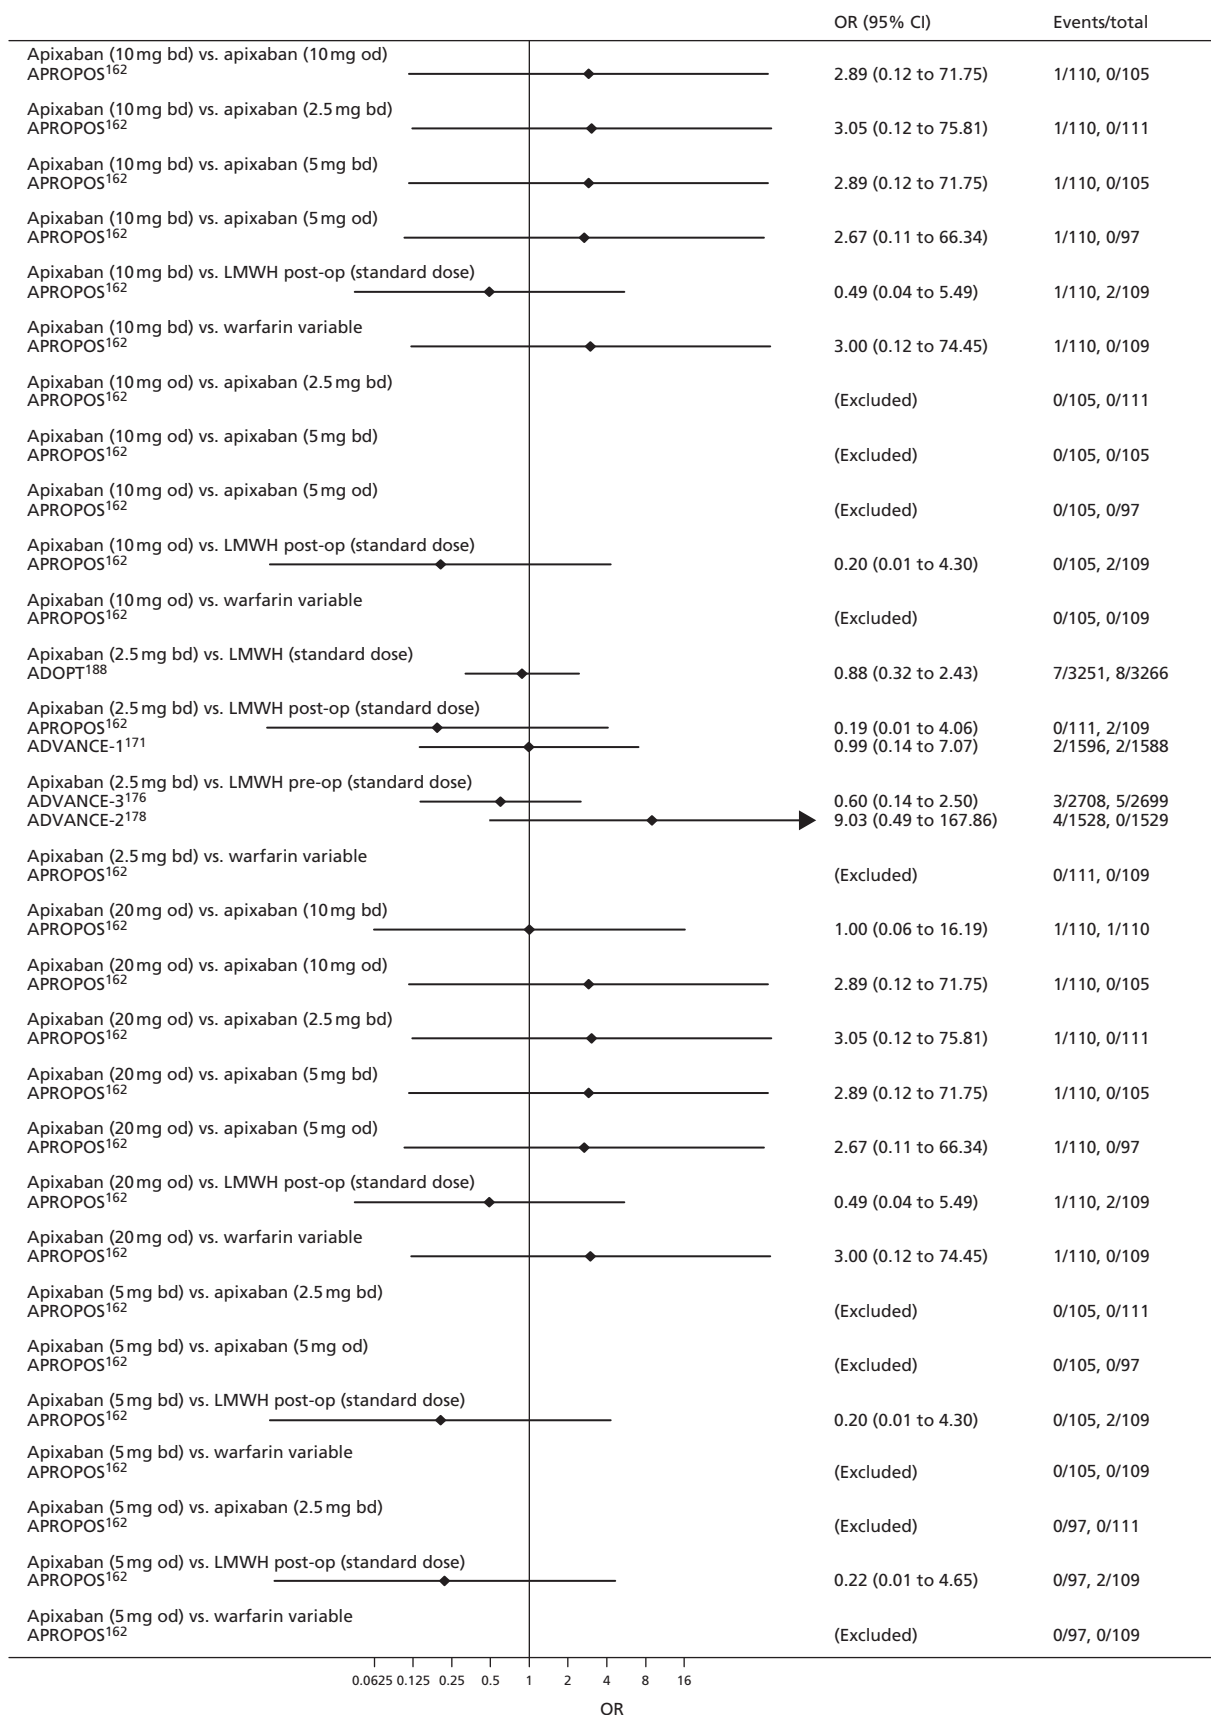 OR (95% CI) Events/total
Apixaban (10 mg bd) vs. apixaban (10 mg od)
APROPOS162 2.89 (0.12 to 71.75) 1/110, 0/105
Apixaban (10 mg bd) vs. apixaban (2.5 mg bd)
APROPOS162 3.05 (0.12 to 75.81) 1/110, 0/111
Apixaban (10 mg bd) vs. apixaban (5 mg bd)
APROPOS162 2.89 (0.12 to 71.75) 1/110, 0/105
Apixaban (10 mg bd) vs. apixaban (5 mg od)
APROPOS162 2.67 (0.11 to 66.34) 1/110, 0/97
Apixaban (10 mg bd) vs. LMWH post-op (standard dose)
APROPOS162 0.49 (0.04 to 5.49) 1/110, 2/109
Apixaban (10 mg bd) vs. warfarin variable
APROPOS162 3.00 (0.12 to 74.45) 1/110, 0/109
Apixaban (10 mg od) vs. apixaban (2.5 mg bd)
APROPOS162 (Excluded) 0/105, 0/111
Apixaban (10 mg od) vs. apixaban (5 mg bd)
APROPOS162 (Excluded) 0/105, 0/105
Apixaban (10 mg od) vs. apixaban (5 mg od)
APROPOS162 (Excluded) 0/105, 0/97
Apixaban (10 mg od) vs. LMWH post-op (standard dose)
APROPOS162 0.20 (0.01 to 4.30) 0/105, 2/109
Apixaban (10 mg od) vs. warfarin variable
APROPOS162 (Excluded) 0/105, 0/109
Apixaban (2.5 mg bd) vs. LMWH (standard dose)
ADOPT188 0.88 (0.32 to 2.43) 7/3251, 8/3266
Apixaban (2.5 mg bd) vs. LMWH post-op (standard dose)
APROPOS162 0.19 (0.01 to 4.06) 0/111, 2/109
ADVANCE-1171 0.99 (0.14 to 7.07) 2/1596, 2/1588
Apixaban (2.5 mg bd) vs. LMWH pre-op (standard dose)
ADVANCE-3176 0.60 (0.14 to 2.50) 3/2708, 5/2699
ADVANCE-2178 9.03 (0.49 to 167.86) 4/1528, 0/1529
Apixaban (2.5 mg bd) vs. warfarin variable
APROPOS162 (Excluded) 0/111, 0/109
Apixaban (20 mg od) vs. apixaban (10 mg bd)
APROPOS162 1.00 (0.06 to 16.19) 1/110, 1/110
Apixaban (20 mg od) vs. apixaban (10 mg od)
APROPOS162 2.89 (0.12 to 71.75) 1/110, 0/105
Apixaban (20 mg od) vs. apixaban (2.5 mg bd)
APROPOS162 3.05 (0.12 to 75.81) 1/110, 0/111
Apixaban (20 mg od) vs. apixaban (5 mg bd)
APROPOS162 2.89 (0.12 to 71.75) 1/110, 0/105
Apixaban (20 mg od) vs. apixaban (5 mg od)
APROPOS162 2.67 (0.11 to 66.34) 1/110, 0/97
Apixaban (20 mg od) vs. LMWH post-op (standard dose)
APROPOS162 0.49 (0.04 to 5.49) 1/110, 2/109
Apixaban (20 mg od) vs. warfarin variable
APROPOS162 3.00 (0.12 to 74.45) 1/110, 0/109
Apixaban (5 mg bd) vs. apixaban (2.5 mg bd)
APROPOS162 (Excluded) 0/105, 0/111
Apixaban (5 mg bd) vs. apixaban (5 mg od)
APROPOS162 (Excluded) 0/105, 0/97
Apixaban (5 mg bd) vs. LMWH post-op (standard dose)
APROPOS162 0.20 (0.01 to 4.30) 0/105, 2/109
Apixaban (5 mg bd) vs. warfarin variable
APROPOS162 (Excluded) 0/105, 0/109
Apixaban (5 mg od) vs. apixaban (2.5 mg bd)
APROPOS162 (Excluded) 0/97, 0/111
Apixaban (5 mg od) vs. LMWH post-op (standard dose)
APROPOS162 0.22 (0.01 to 4.65) 0/97, 2/109
Apixaban (5 mg od) vs. warfarin variable
APROPOS162 (Excluded) 0/97, 0/109
0.0625 0.125 0.25 0.5 1 2 4 8 16
OR